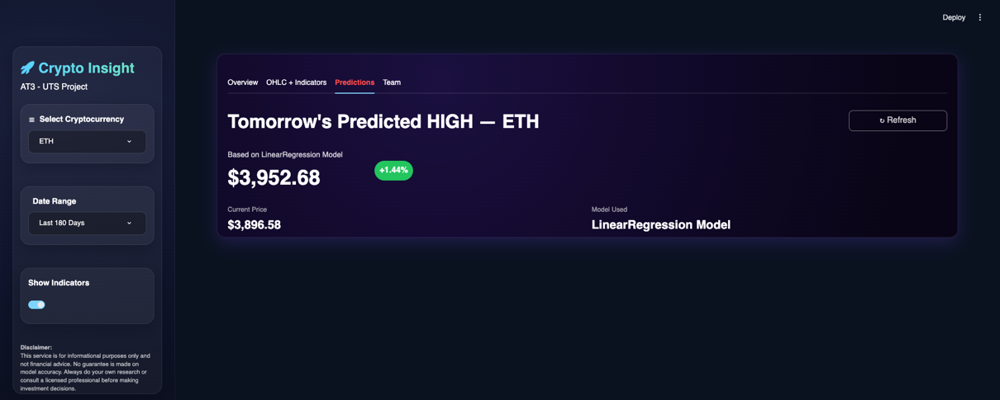 Deploy
Crypto Insight
AT3 - UTS Project
Select Cryptocurrency
ETH
Date Range
Last 180 Days
Show Indicators
Disclaimer:
This service is for informational purposes only and
not financial advice. No guarantee is made on
model accuracy. Always do your own research or
consult a licensed professional before making
investment decisions.
Overview OHLC + Indicators Predictions Team
Tomorrow's Predicted HIGH — ETH
↻ Refresh
Based on LinearRegression Model
$3,952.68
+1.44%
Current Price
$3,896.58
Model Used
LinearRegression Model